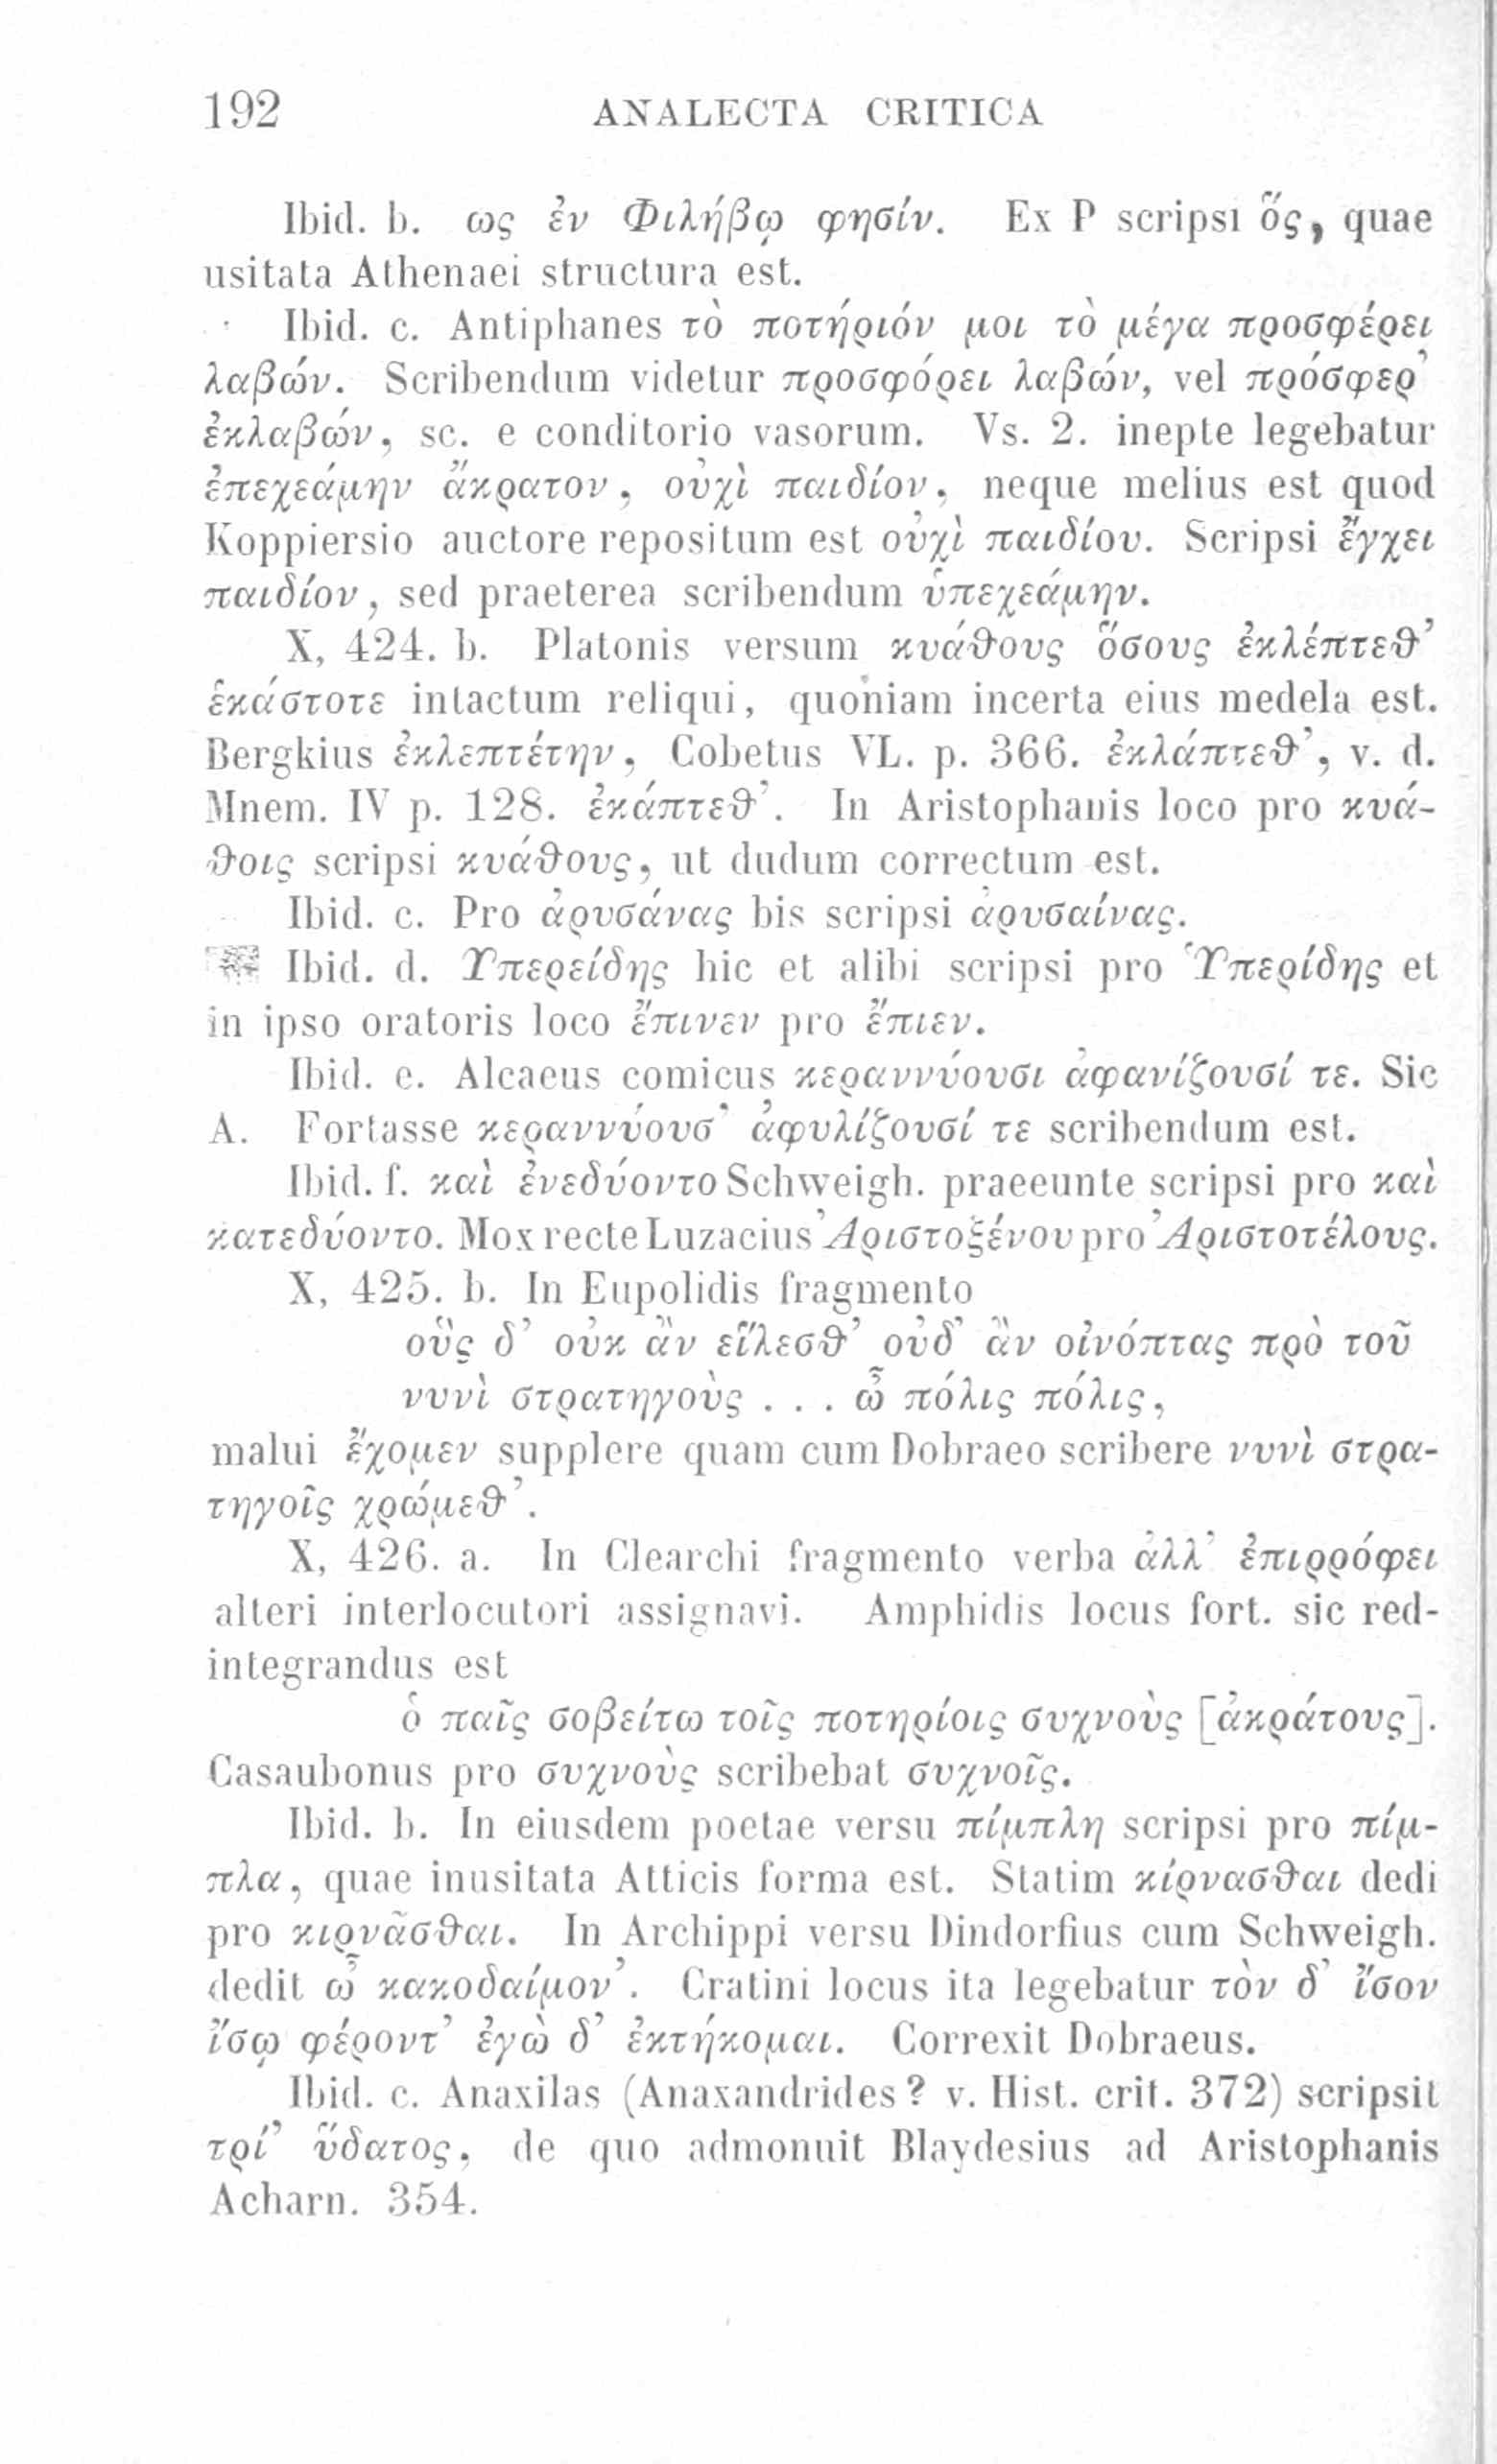 192 ANALECTA CRITICA
Ibid. b. ως ἐν Φιλήβῳ φησίν. Ex P scripsi ὅς, quae
usitata Athenaei structura est.
Ibid. c. Antiphanes τὸ ποτήριόν μοι τὸ μέγα προσφέρει
λαβών. Scribendum videtur προσφόρει λαβών, vel πρόσφερ᾽
ἐκλαβών, sc. e conditorio vasorum. Vs. 2. inepte legebatur
ἐπεχεάμην ἄκρατον, οὐχὶ παιδίον, neque melius est quod
Koppiersio auctore repositum est οὐχὶ παιδίου. Scripsi ἔγχει
παιδίον, sed praeterea scribendum ὑπεχεάμην.
X, 424. b. Platonis versum κυάθους ὅσους ἐκλέπτεθ᾽
ἑκάστοτε intactum reliqui, quoniam incerta eius medela est.
Bergkius ἐκλεπτέτην, Cobetus VL. p. 366. ἐκλάπτεθ᾽, v. d.
Mnem. IV p. 128. ἐκάπτεθ᾽. In Aristophanis loco pro κυά-
θοις scripsi κυάθους, ut dudum correctum est.
Ibid. c. Pro ἀρυσάνας bis scripsi ἀρυσαίνας.
Ibid. d. Ὑπερείδης hic et alibi scripsi pro Ὑπερίδης et
in ipso oratoris loco ἔπινεν pro ἔπιεν.
Ibid. e. Alcaeus comicus κεραννύουσι ἀφανίζουσί τε. Sic
A. Fortasse κεραννύουσ᾽ ἀφυλίζουσί τε scribendum est.
Ibid. f. καὶ ἐνεδύοντο Schweigh. praeeunte scripsi pro καὶ
κατεδύοντο. Mox recte Luzacius Ἀριστοξένου pro Ἀριστοτέλους.
X, 425. b. In Eupolidis fragmento
οὓς δ᾽ οὐκ ἂν εἵλεσθ᾽ οὐδ᾽ ἂν οἰνόπτας πρὸ τοῦ
νυνὶ στρατηγοὺς . . . ὦ πόλις πόλις,
malui ἔχομεν supplere quam cum Dobraeo scribere νυνὶ στρα-
τηγοῖς χρώμεθ᾽.
X, 426. a. In Clearchi fragmento verba ἀλλ᾽ ἐπιρρόφει
alteri interlocutori assignavi. Amphidis locus fort. sic red-
integrandus est
ὁ παῖς σοβείτω τοῖς ποτηρίοις συχνοὺς [ἀκράτους].
Casaubonus pro συχνοὺς scribebat συχνοῖς.
Ibid. b. In eiusdem poetae versu πίμπλη scripsi pro πίμ-
πλα, quae inusitata Atticis forma est. Statim κίρνασθαι dedi
pro κιρνᾶσθαι. In Archippi versu Dindorfius cum Schweigh.
dedit ὦ κακοδαίμον᾽. Cratini locus ita legebatur τὸν δ᾽ ἴσον
ἴσῳ φέροντ᾽ ἐγὼ δ᾽ ἐκτήκομαι. Correxit Dobraeus.
Ibid. c. Anaxilas (Anaxandrides? v. Hist. crit. 372) scripsit
τρί᾽ ὕδατος, de quo admonuit Blaydesius ad Aristophanis
Acharn. 354.